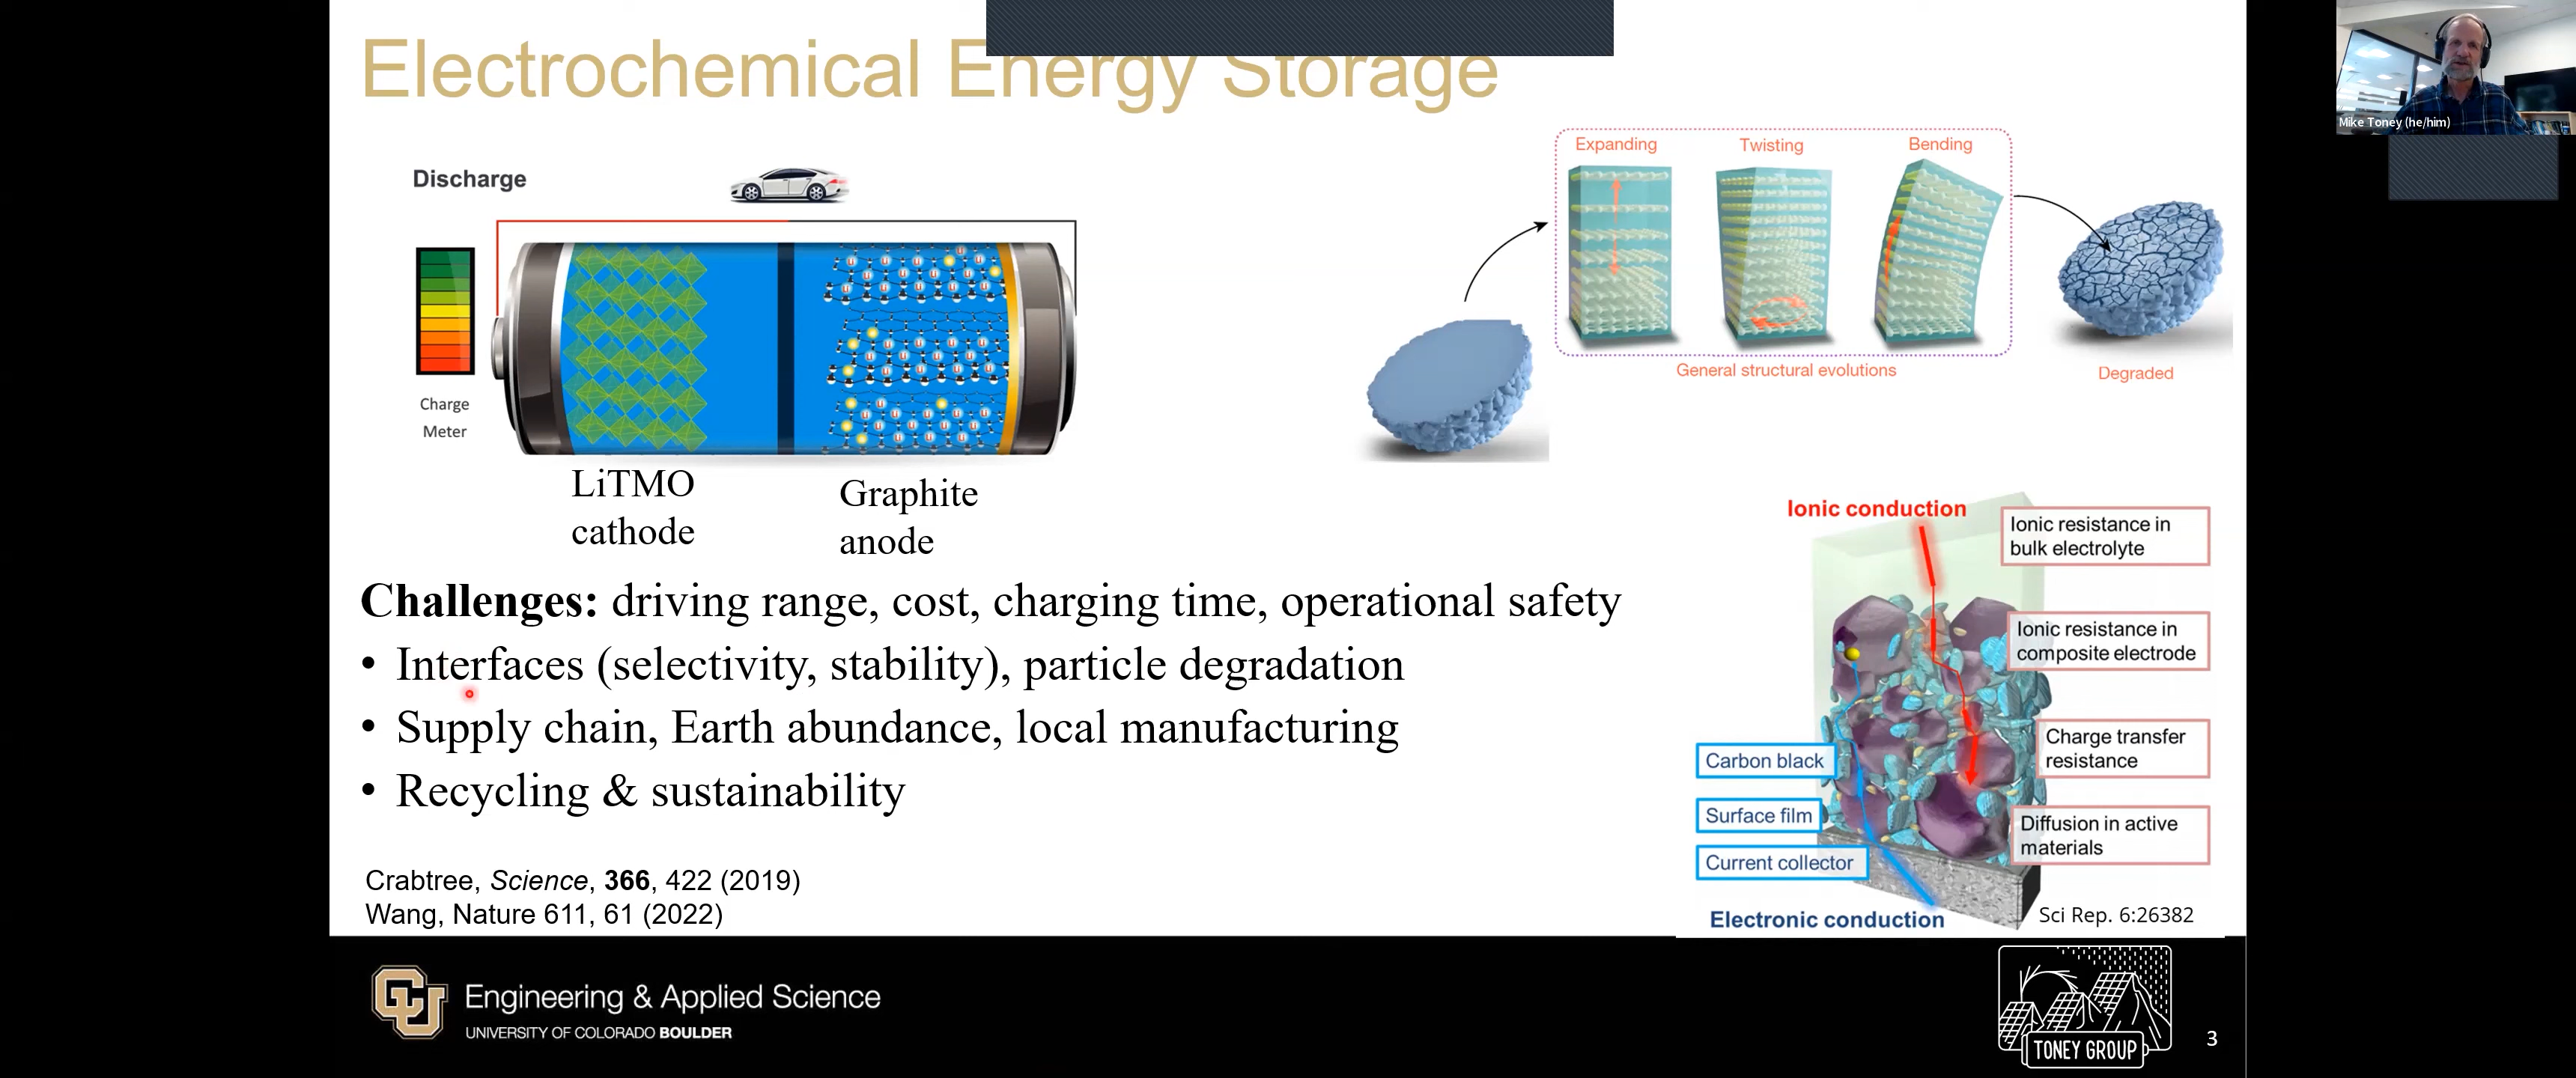 Electrochemical Energy Storage
Mike Toney (he/him)
Discharge
Charge
Meter
LiTMO
cathode
Graphite
anode
Expanding
Twisting
Bending
General structural evolutions
Degraded
Challenges: driving range, cost, charging time, operational safety
• Interfaces (selectivity, stability), particle degradation
• Supply chain, Earth abundance, local manufacturing
• Recycling & sustainability
Ionic conduction
Ionic resistance in
bulk electrolyte
Ionic resistance in
composite electrode
Charge transfer
resistance
Diffusion in active
materials
Carbon black
Surface film
Current collector
Electronic conduction
Sci Rep. 6:26382
Crabtree, Science, 366, 422 (2019)
Wang, Nature 611, 61 (2022)
CU
Engineering & Applied Science
UNIVERSITY OF COLORADO BOULDER
TONEY GROUP
3